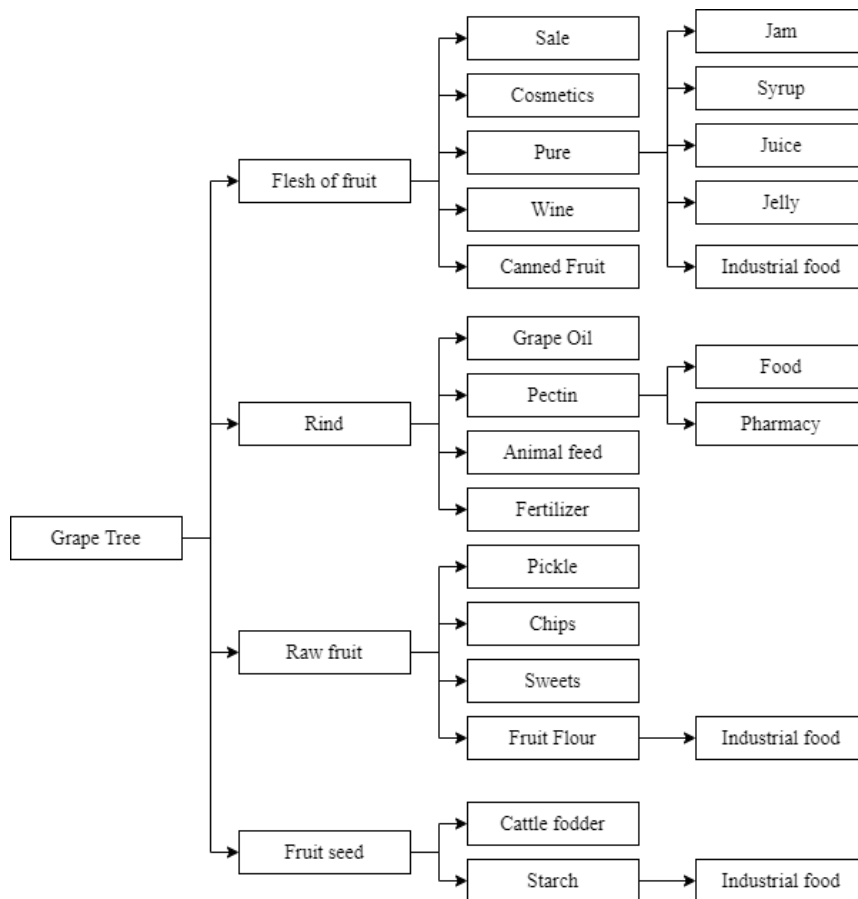 Grape Tree
Flesh of fruit
Sale
Cosmetics
Pure
Jam
Syrup
Juice
Jelly
Industrial food
Wine
Canned Fruit
Rind
Grape Oil
Pectin
Food
Pharmacy
Animal feed
Fertilizer
Raw fruit
Pickle
Chips
Sweets
Fruit Flour
Industrial food
Fruit seed
Cattle fodder
Starch
Industrial food